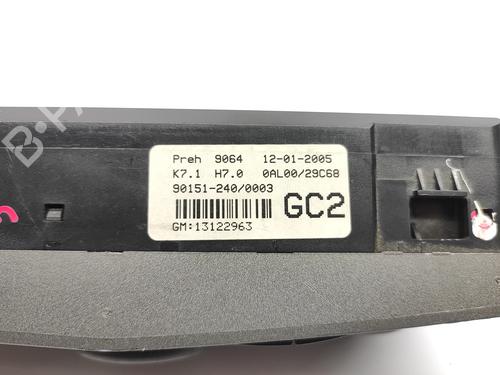 Preh 9064 12-01-2005
K7.1 H7.0 0AL00/29C68
90151-240/0003
GC2
GM:13122963